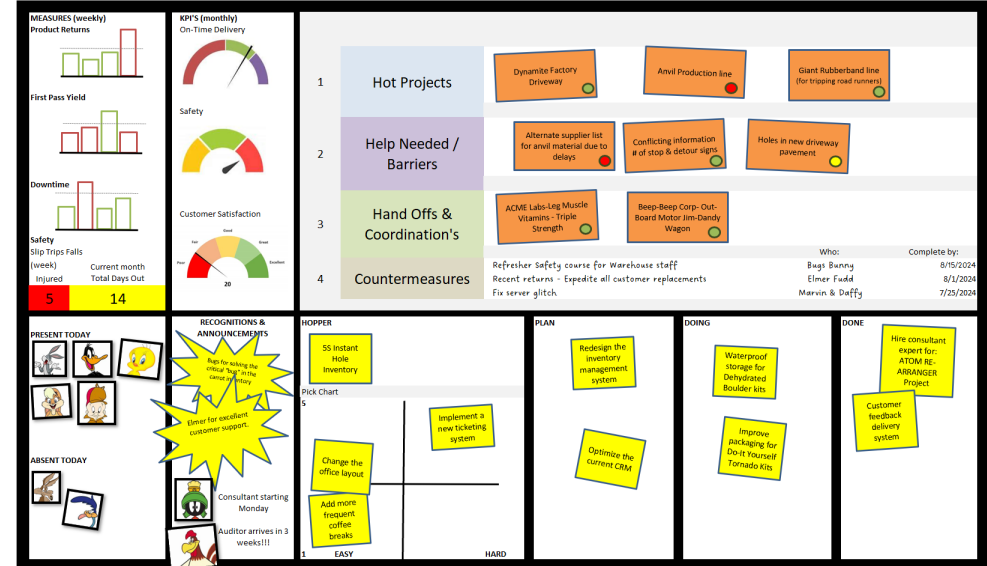 MEASURES (weekly)
Product Returns
First Pass Yield
Downtime
Safety
Slip Trips Falls
(week)
Injured
Current month
Total Days Out
5
14
KPI'S (monthly)
On-Time Delivery
Safety
Customer Satisfaction
Poor
Fair
Good
Great
Excellent
20
1
Hot Projects
Dynamite Factory
Driveway
Anvil Production line
Giant Rubberband line
(for tripping road runners)
2
Help Needed /
Barriers
Alternate supplier list
for anvil material due to
delays
Conflicting information
# of stop & detour signs
Holes in new driveway
pavement
3
Hand Offs &
Coordination's
ACME Labs-Leg Muscle
Vitamins - Triple
Strength
Beep-Beep Corp- Out-
Board Motor Jim-Dandy
Wagon
Who:
Complete by:
4
Countermeasures
Refresher Safety course for Warehouse staff
Bugs Bunny
8/15/2024
Recent returns - Expedite all customer replacements
Elmer Fudd
8/1/2024
Fix server glitch
Marvin & Daffy
7/25/2024
PRESENT TODAY
ABSENT TODAY
RECOGNITIONS &
ANNOUNCEMENTS
Bugs for solving the
critical "bug" in the
carrot inventory
Elmer for excellent
customer support.
Consultant starting
Monday
Auditor arrives in 3
weeks!!!
HOPPER
5S Instant
Hole
Inventory
Pick Chart
5
Implement a
new ticketing
system
Change the
office layout
Add more
frequent
coffee
breaks
1
EASY
HARD
PLAN
Redesign the
inventory
management
system
Optimize the
current CRM
DOING
Waterproof
storage for
Dehydrated
Boulder kits
Improve
packaging for
Do-It Yourself
Tornado Kits
DONE
Hire consultant
expert for:
ATOM RE-
ARRANGER
Project
Customer
feedback
delivery
system